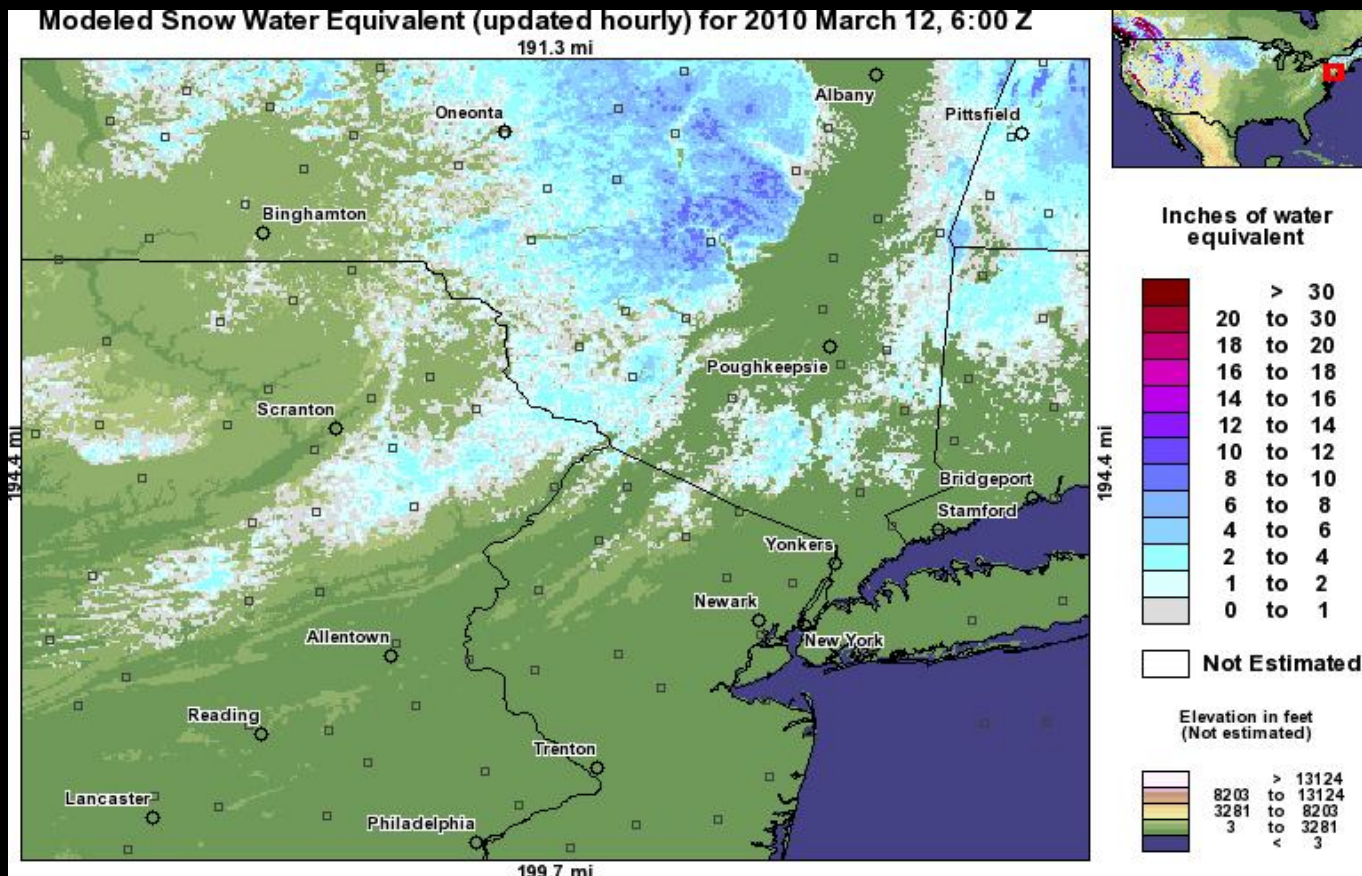 Modeled Snow Water Equivalent (updated hourly) for 2010 March 12, 6:00 Z
191.3 mi
Albany
Oneonta
Pittsfield
Binghamton
Poughkeepsie
Scranton
194.4 mi
194.4 mi
Bridgeport
Stamford
Yonkers
Newark
New York
Allentown
Reading
Trenton
Lancaster
Philadelphia
199.7 mi
Inches of water
equivalent
> 30
20 to 30
18 to 20
16 to 18
14 to 16
12 to 14
10 to 12
8 to 10
6 to 8
4 to 6
2 to 4
1 to 2
0 to 1
Not Estimated
Elevation in feet
(Not estimated)
> 13124
8203 to 13124
3281 to 8203
3 to 3281
< 3